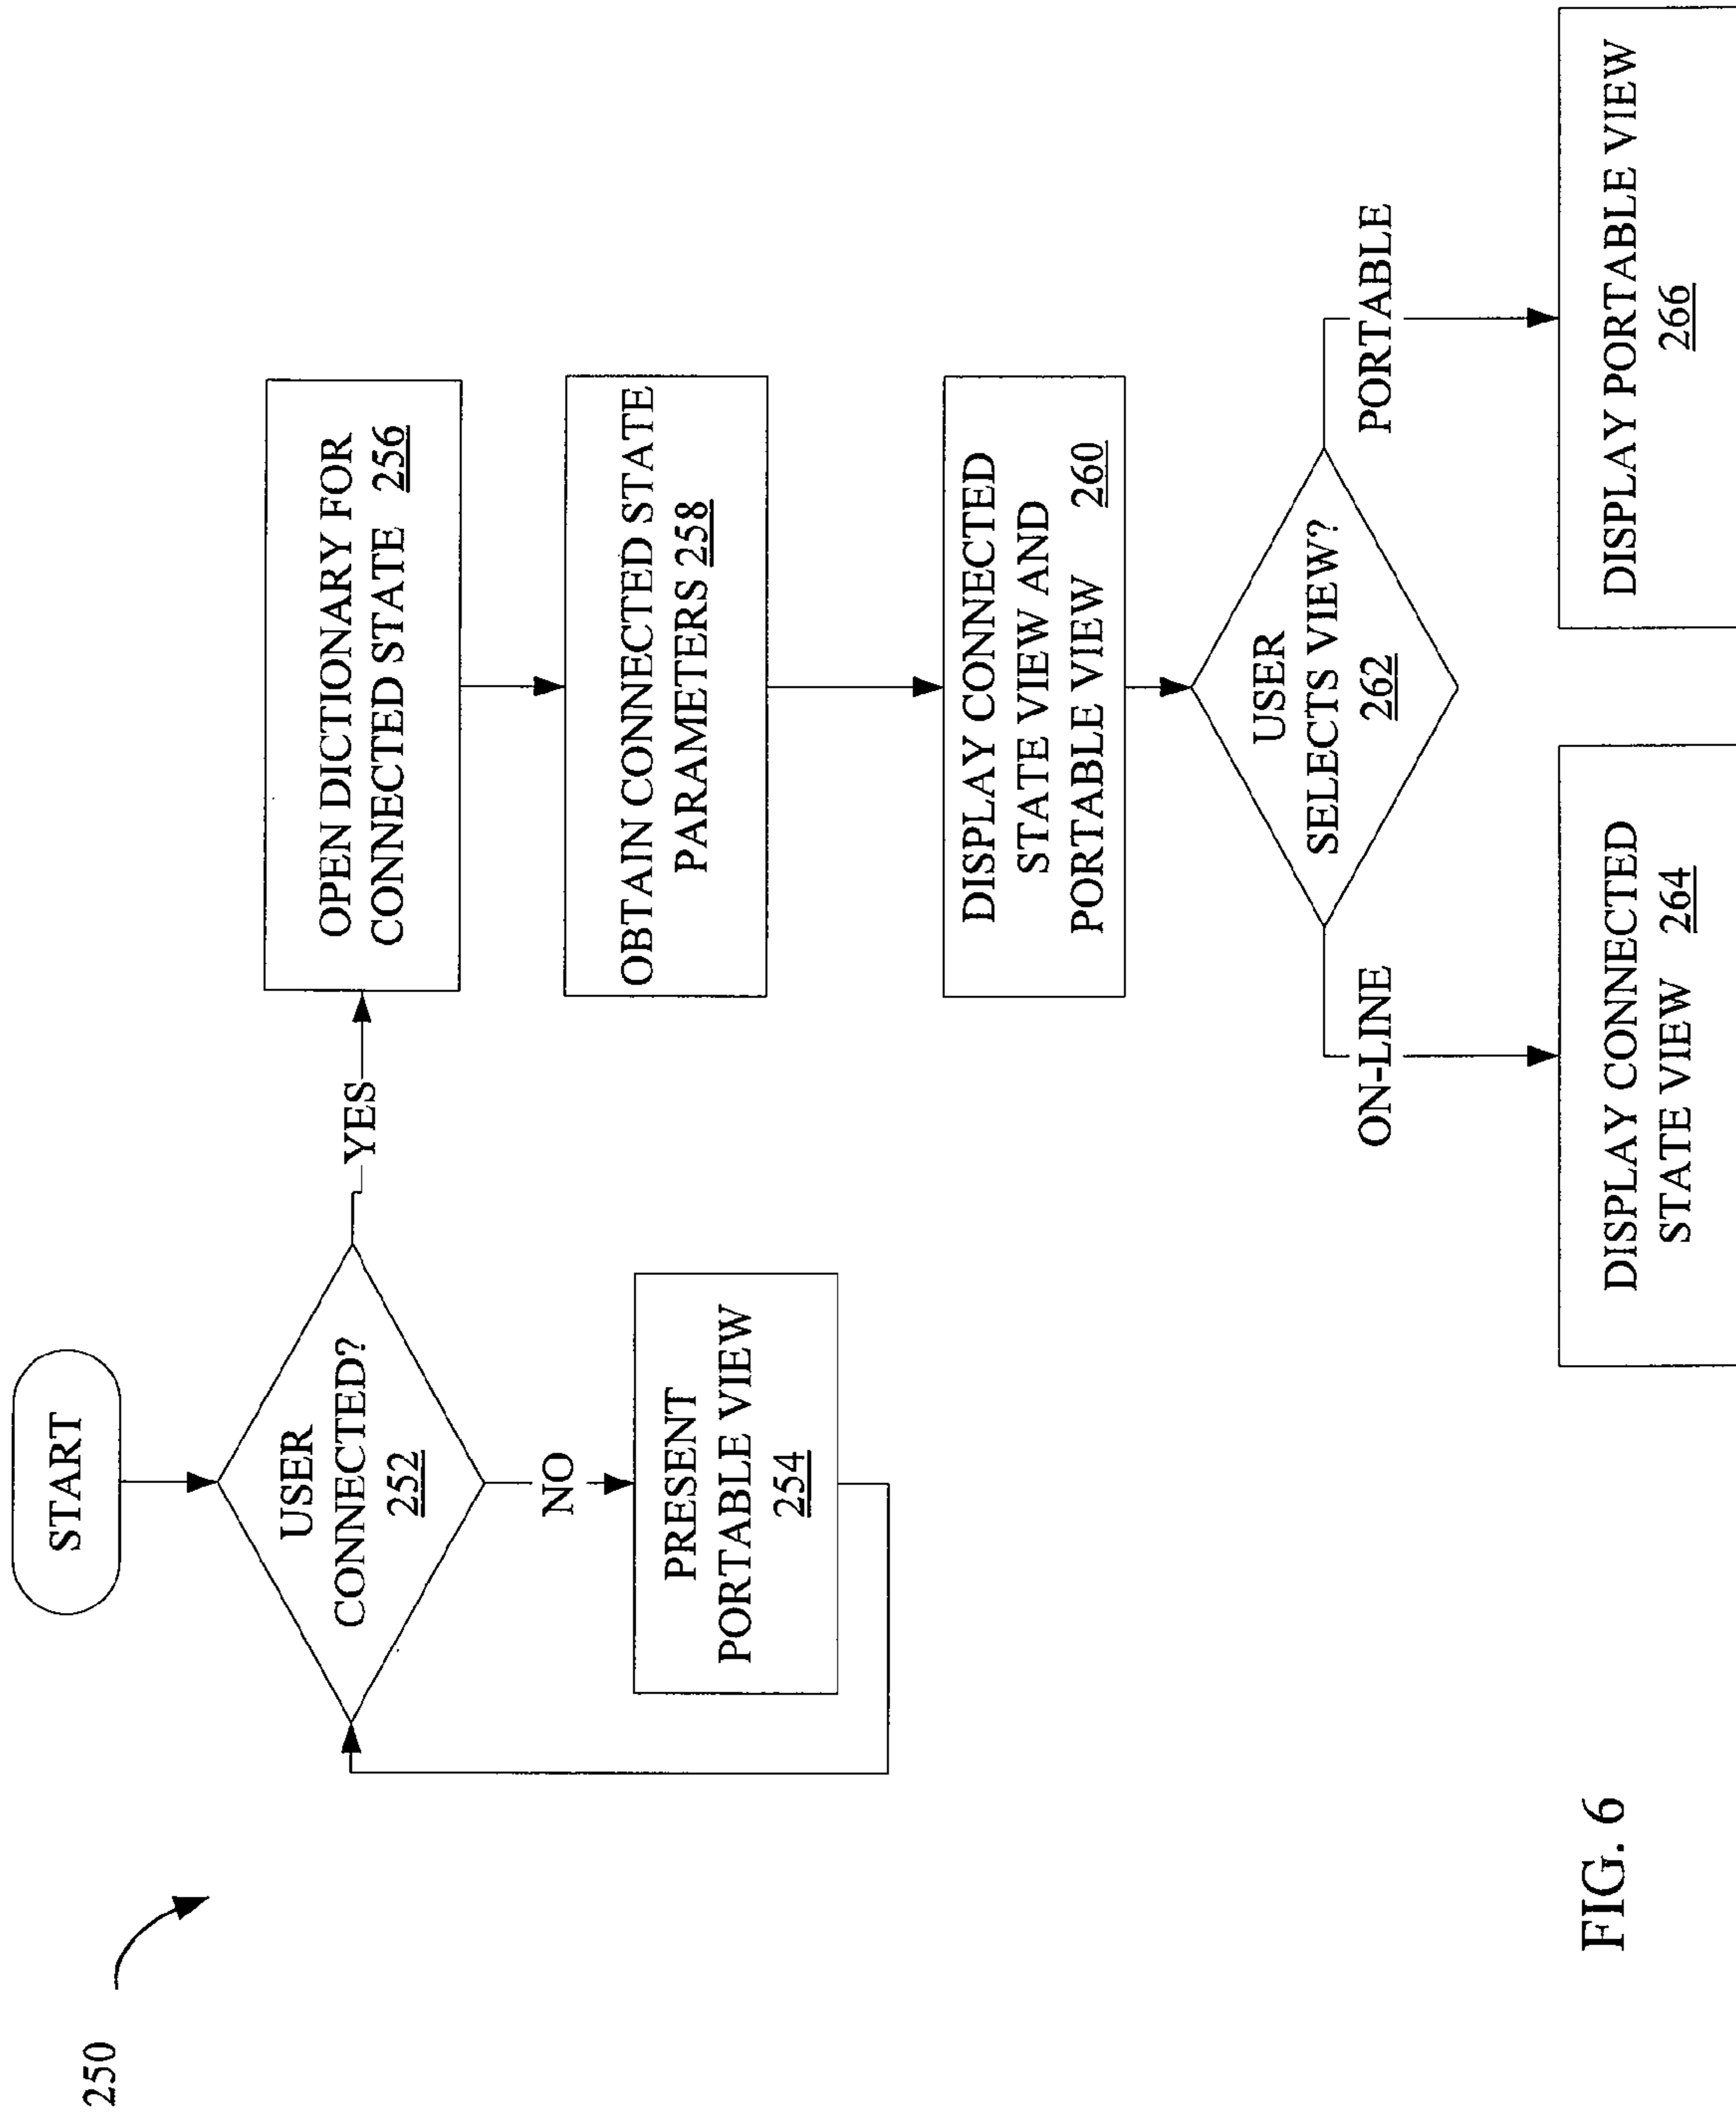 250
START
USER
CONNECTED?
252
YES
NO
PRESENT
PORTABLE VIEW
254
OPEN DICTIONARY FOR
CONNECTED STATE 256
OBTAIN CONNECTED STATE
PARAMETERS 258
DISPLAY CONNECTED
STATE VIEW AND
PORTABLE VIEW 260
USER
SELECTS VIEW?
262
ON-LINE
PORTABLE
DISPLAY CONNECTED
STATE VIEW 264
DISPLAY PORTABLE VIEW
266
FIG. 6